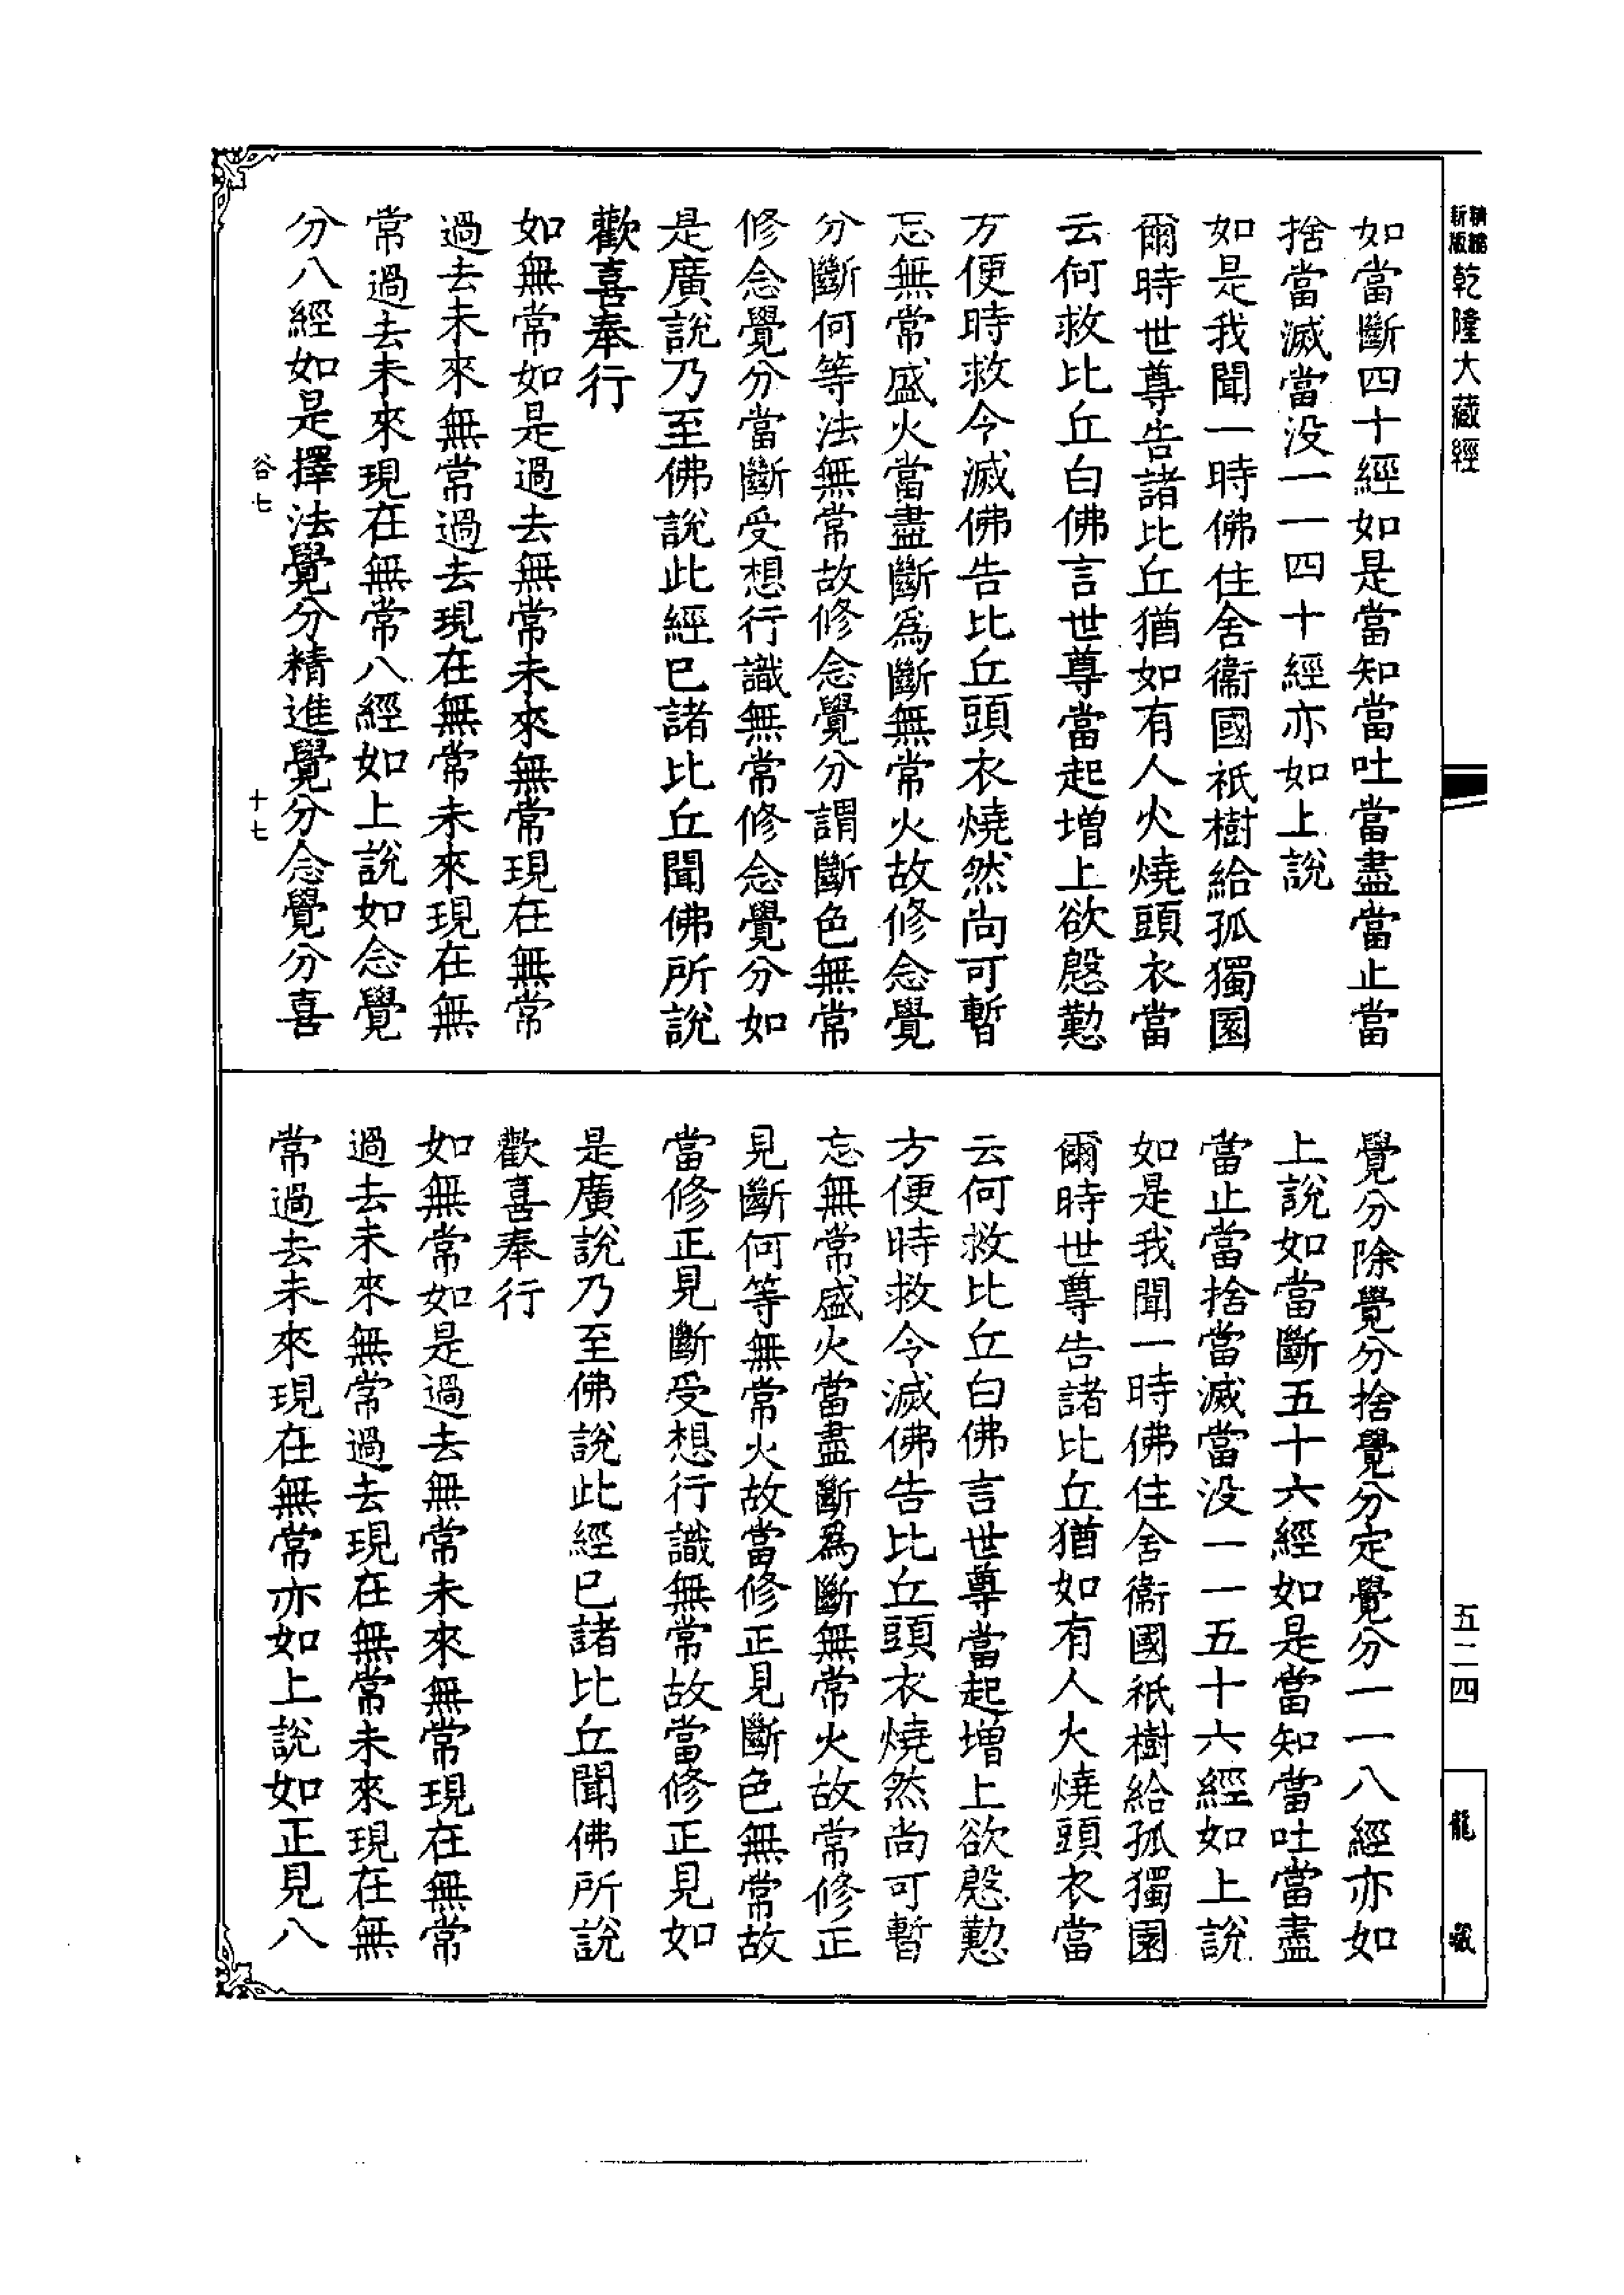 精縮
新版
乾隆大藏經
五二四
龍藏
如當斷四十經如是當知當吐當盡當止當
捨當滅當没一一四十經亦如上說
如是我聞一時佛住舍衞國祇樹給孤獨園
爾時世尊告諸比丘猶如有人火燒頭衣當
云何救比丘白佛言世尊當起增上欲慇懃
方便時救令滅佛告比丘頭衣燒然尚可暫
忘無常盛火當盡斷爲斷無常火故修念覺
分斷何等法無常故修念覺分謂斷色無常
修念覺分當斷受想行識無常修念覺分如
是廣說乃至佛說此經已諸比丘聞佛所說
歡喜奉行
如無常如是過去無常未來無常現在無常
過去未來無常過去現在無常未來現在無
常過去未來現在無常八經如上說如念覺
分八經如是擇法覺分精進覺分念覺分喜
谷七
十七
覺分除覺分捨覺分定覺分一一八經亦如
上說如當斷五十六經如是當知當吐當盡
當止當捨當滅當没一一五十六經如上說
如是我聞一時佛住舍衞國祇樹給孤獨園
爾時世尊告諸比丘猶如有人火燒頭衣當
云何救比丘白佛言世尊當起增上欲慇懃
方便時救令滅佛告比丘頭衣燒然尚可暫
忘無常盛火當盡斷爲斷無常火故常修正
見斷何等無常火故當修正見斷色無常故
當修正見斷受想行識無常故當修正見如
是廣說乃至佛說此經已諸比丘聞佛所說
歡喜奉行
如無常如是過去無常未來無常現在無常
過去未來無常過去現在無常未來現在無
常過去未來現在無常亦如上說如正見八